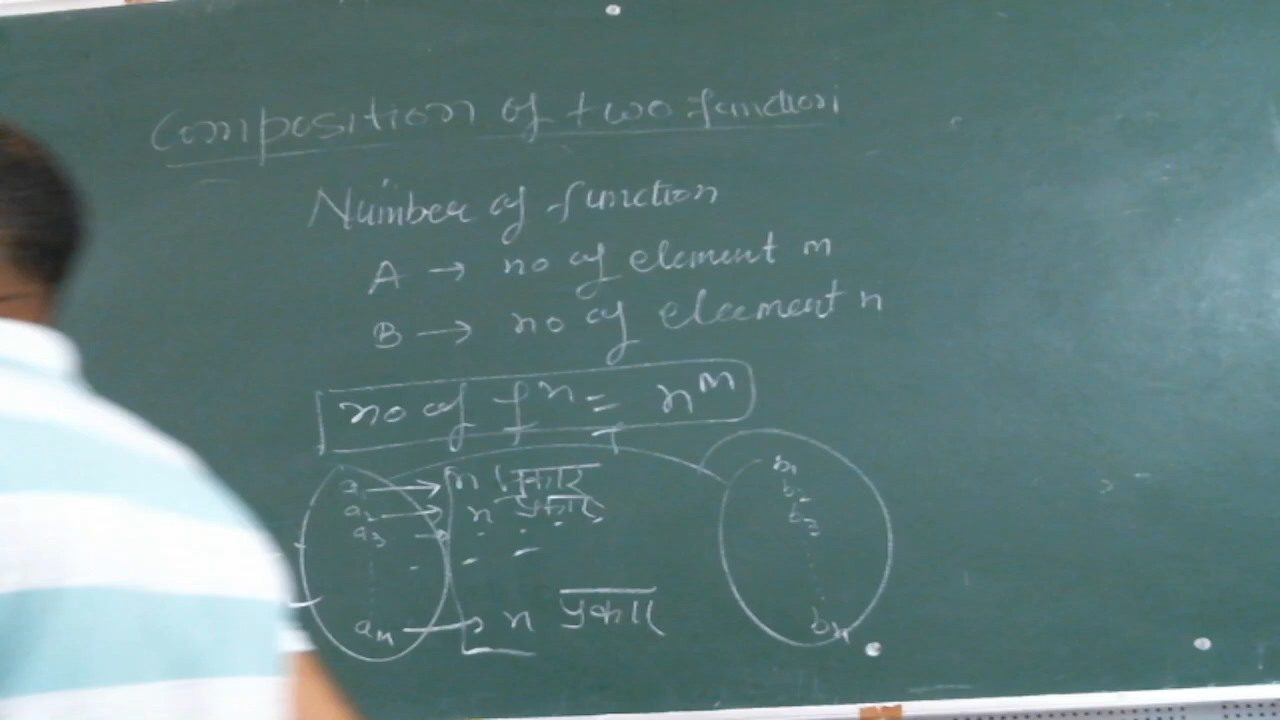 Composition of two function
Number of function
A → no of element m
B → no of eleement n
no of fⁿ = nᵐ
a₁ → n प्रकार
a₂ → n प्रकार
a₃ →
aₘ → n प्रकार
b₁
b₂
b₃
bₙ